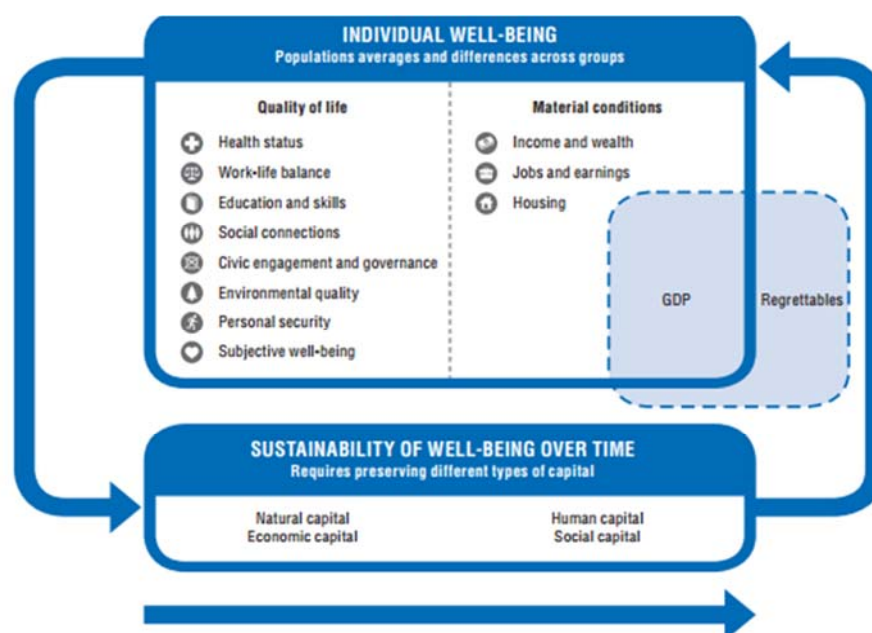 INDIVIDUAL WELL-BEING
Populations averages and differences across groups
Quality of life
Health status
Work-life balance
Education and skills
Social connections
Civic engagement and governance
Environmental quality
Personal security
Subjective well-being
Material conditions
Income and wealth
Jobs and earnings
Housing
GDP
Regrettables
SUSTAINABILITY OF WELL-BEING OVER TIME
Requires preserving different types of capital
Natural capital
Economic capital
Human capital
Social capital